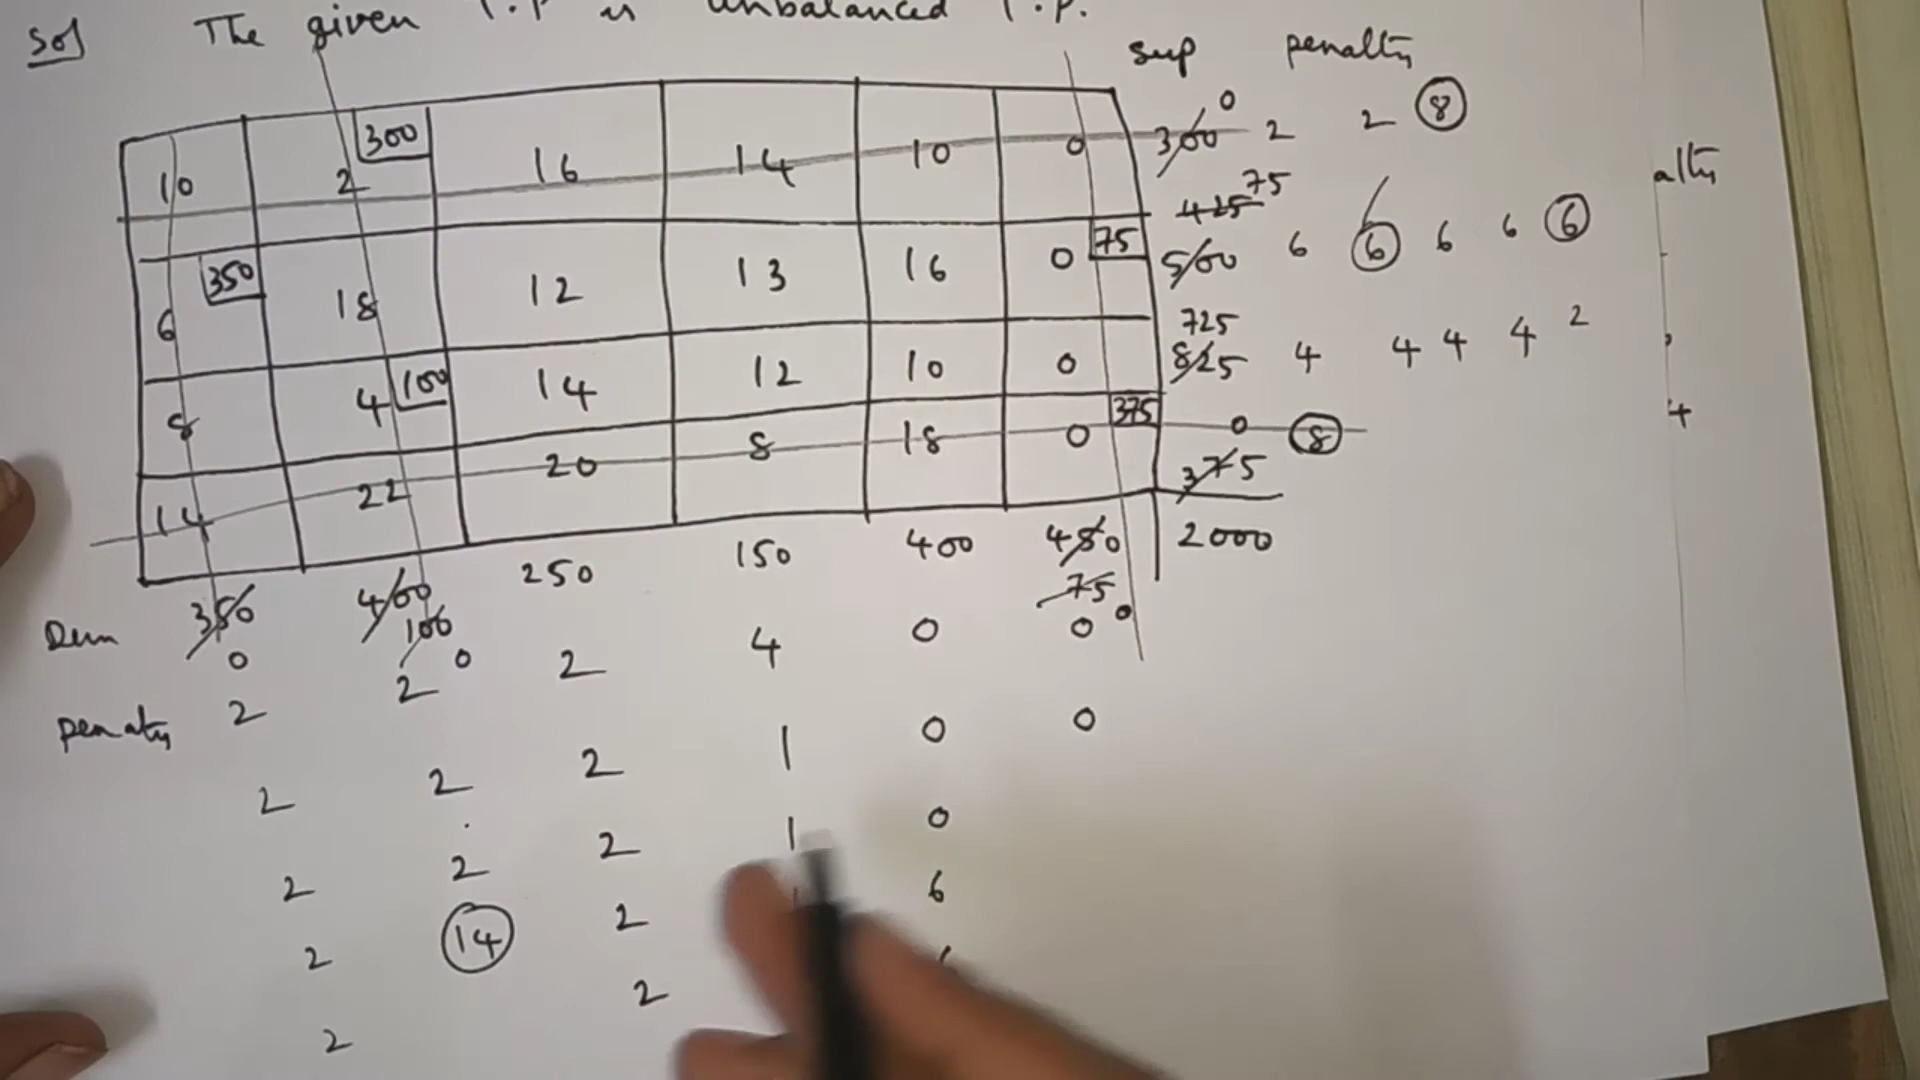 Sol The given T.P is unbalanced T.P.
Sup penalty
10 2 300 16 14 10 0 300 0 2 2 8
425 75
6 350 18 12 13 16 0 75 500 6 6 6 6 6
725
8 4 100 14 12 10 0 825 4 4 4 4 2
14 22 20 8 18 0 375 375 0 8
Dem 350 400 250 150 400 450 2000
0 100 0 75 0
penalty 2 2 2 4 0 0
2 2 2 1 0 0
2 2 2 1 0
2 14 2 6
2 2
alty
4